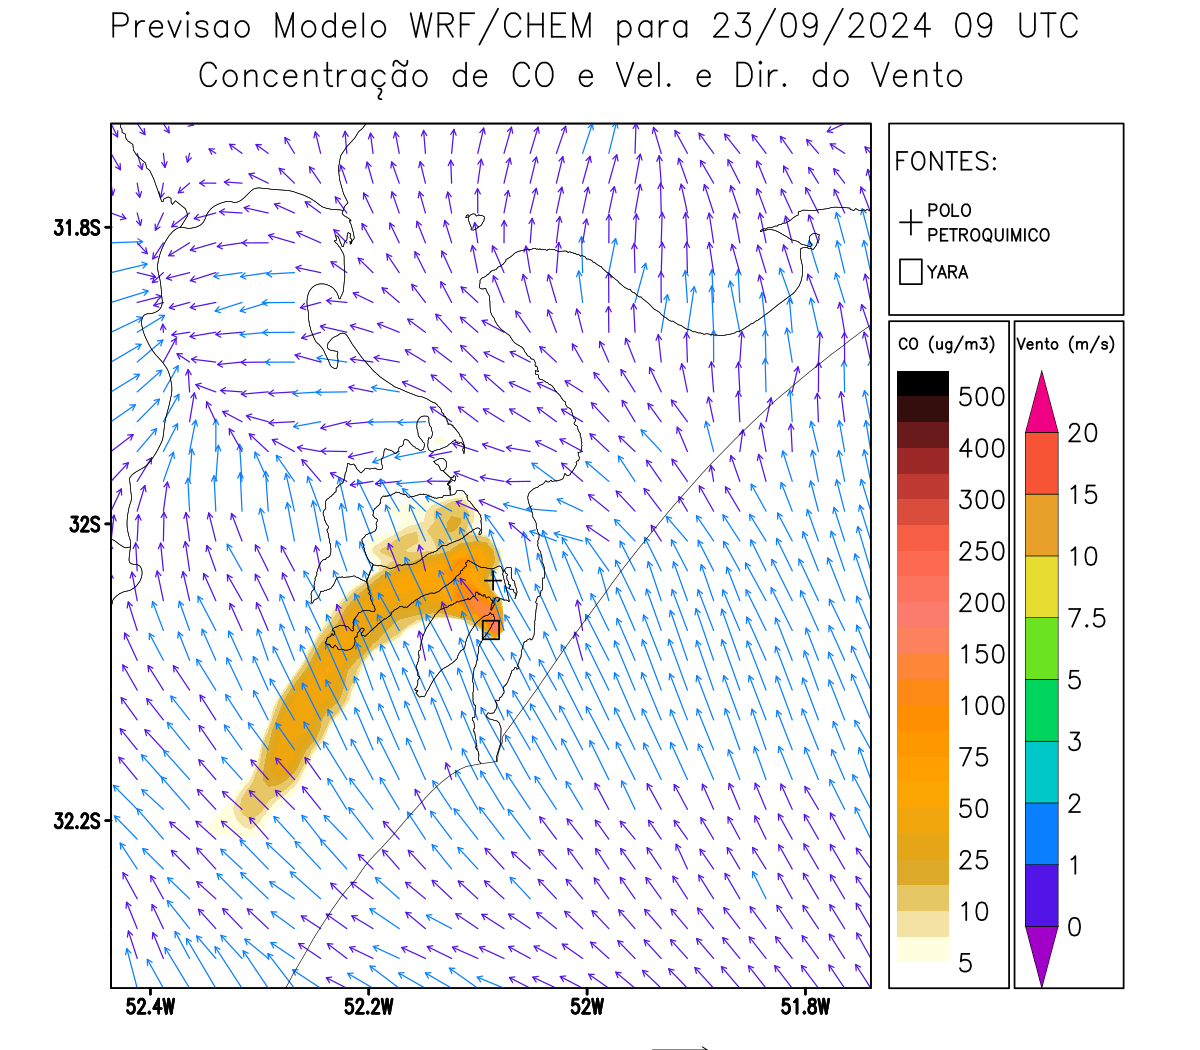 Previsao Modelo WRF/CHEM para 23/09/2024 09 UTC
Concentração de CO e Vel. e Dir. do Vento
FONTES:
POLO
PETROQUIMICO
YARA
CO (ug/m3)
500
400
300
250
200
150
100
75
50
25
10
5
Vento (m/s)
20
15
10
7.5
5
3
2
1
0
31.8S
32S
32.2S
52.4W
52.2W
52W
51.8W